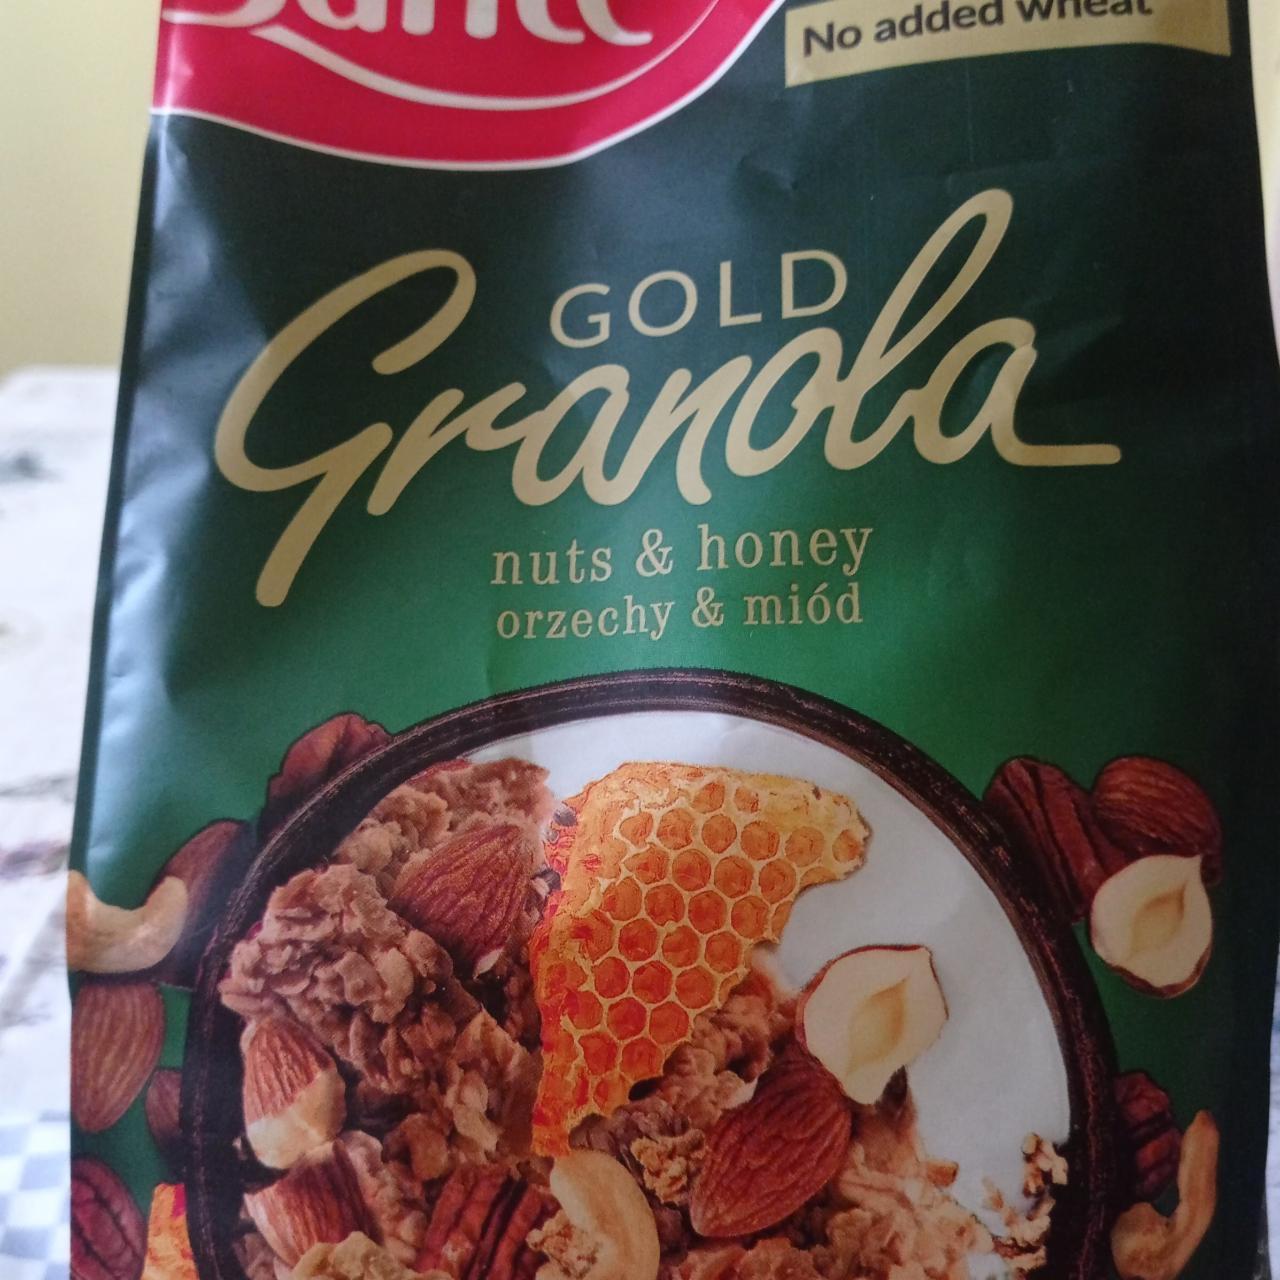 No added wheat
GOLD
Granola
nuts & honey
orzechy & miód